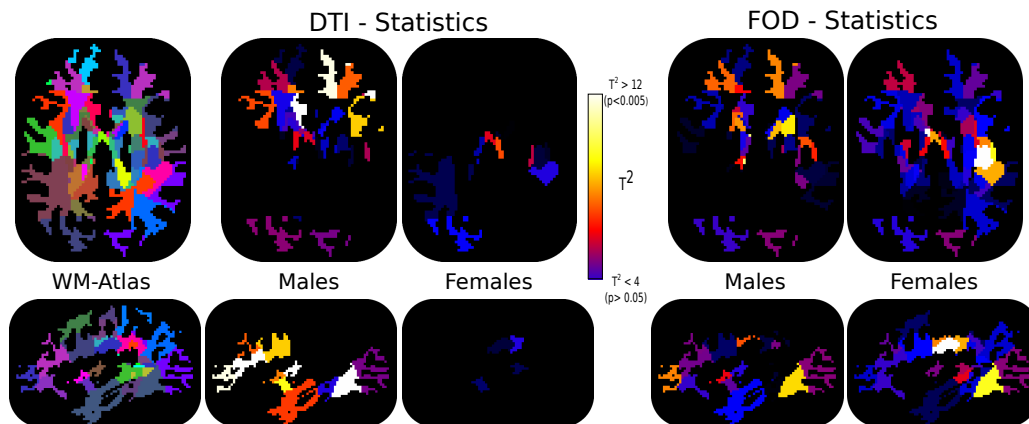 DTI - Statistics
FOD - Statistics
T² > 12
(p<0.005)
T²
T² < 4
(p> 0.05)
WM-Atlas
Males
Females
Males
Females